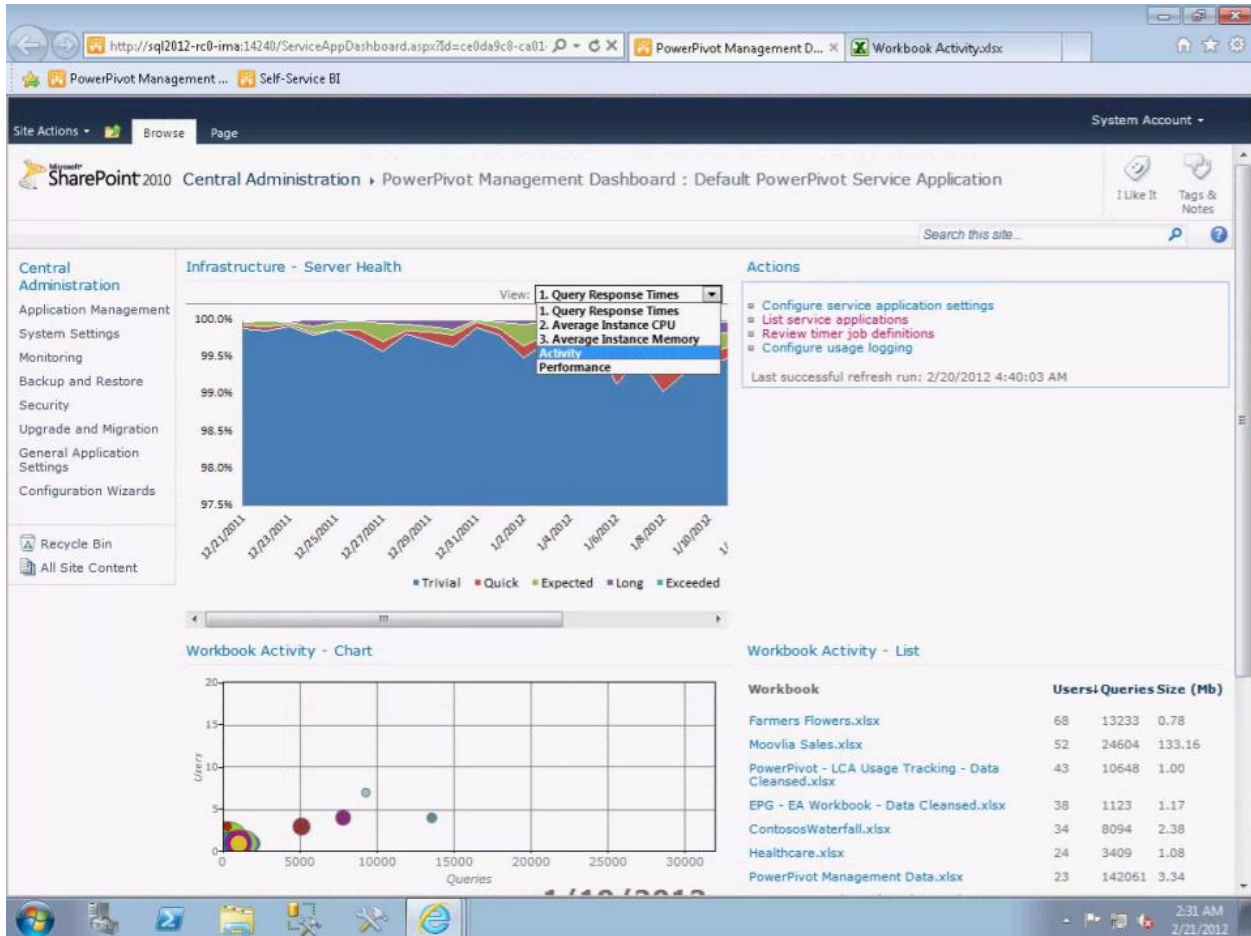 http://sql2012-rc0-ima:14240/ServiceAppDashboard.aspx?Id=ce0da9c8-ca01-
PowerPivot Management D...
Workbook Activity.xlsx
PowerPivot Management ...
Self-Service BI
Site Actions
Browse
Page
System Account
Microsoft
SharePoint 2010
Central Administration
PowerPivot Management Dashboard : Default PowerPivot Service Application
I Like It
Tags &
Notes
Search this site...
Central
Administration
Application Management
System Settings
Monitoring
Backup and Restore
Security
Upgrade and Migration
General Application
Settings
Configuration Wizards
Recycle Bin
All Site Content
Infrastructure - Server Health
View: 1. Query Response Times
1. Query Response Times
2. Average Instance CPU
3. Average Instance Memory
Activity
Performance
100.0%
99.5%
99.0%
98.5%
98.0%
97.5%
12/21/2011 12/23/2011 12/25/2011 12/27/2011 12/29/2011 12/31/2011 1/2/2012 1/4/2012 1/6/2012 1/8/2012 1/10/2012 1/
Trivial Quick Expected Long Exceeded
Actions
Configure service application settings
List service applications
Review timer job definitions
Configure usage logging
Last successful refresh run: 2/20/2012 4:40:03 AM
Workbook Activity - Chart
20
15
10
5
0
Users
0 5000 10000 15000 20000 25000 30000
Queries
1/10/2012
Workbook Activity - List
Workbook Users↓ Queries Size (Mb)
Farmers Flowers.xlsx 68 13233 0.78
Moovlia Sales.xlsx 52 24604 133.16
PowerPivot - LCA Usage Tracking - Data 43 10648 1.00
Cleansed.xlsx
EPG - EA Workbook - Data Cleansed.xlsx 38 1123 1.17
ContososWaterfall.xlsx 34 8094 2.38
Healthcare.xlsx 24 3409 1.08
PowerPivot Management Data.xlsx 23 142061 3.34
2:31 AM
2/21/2012